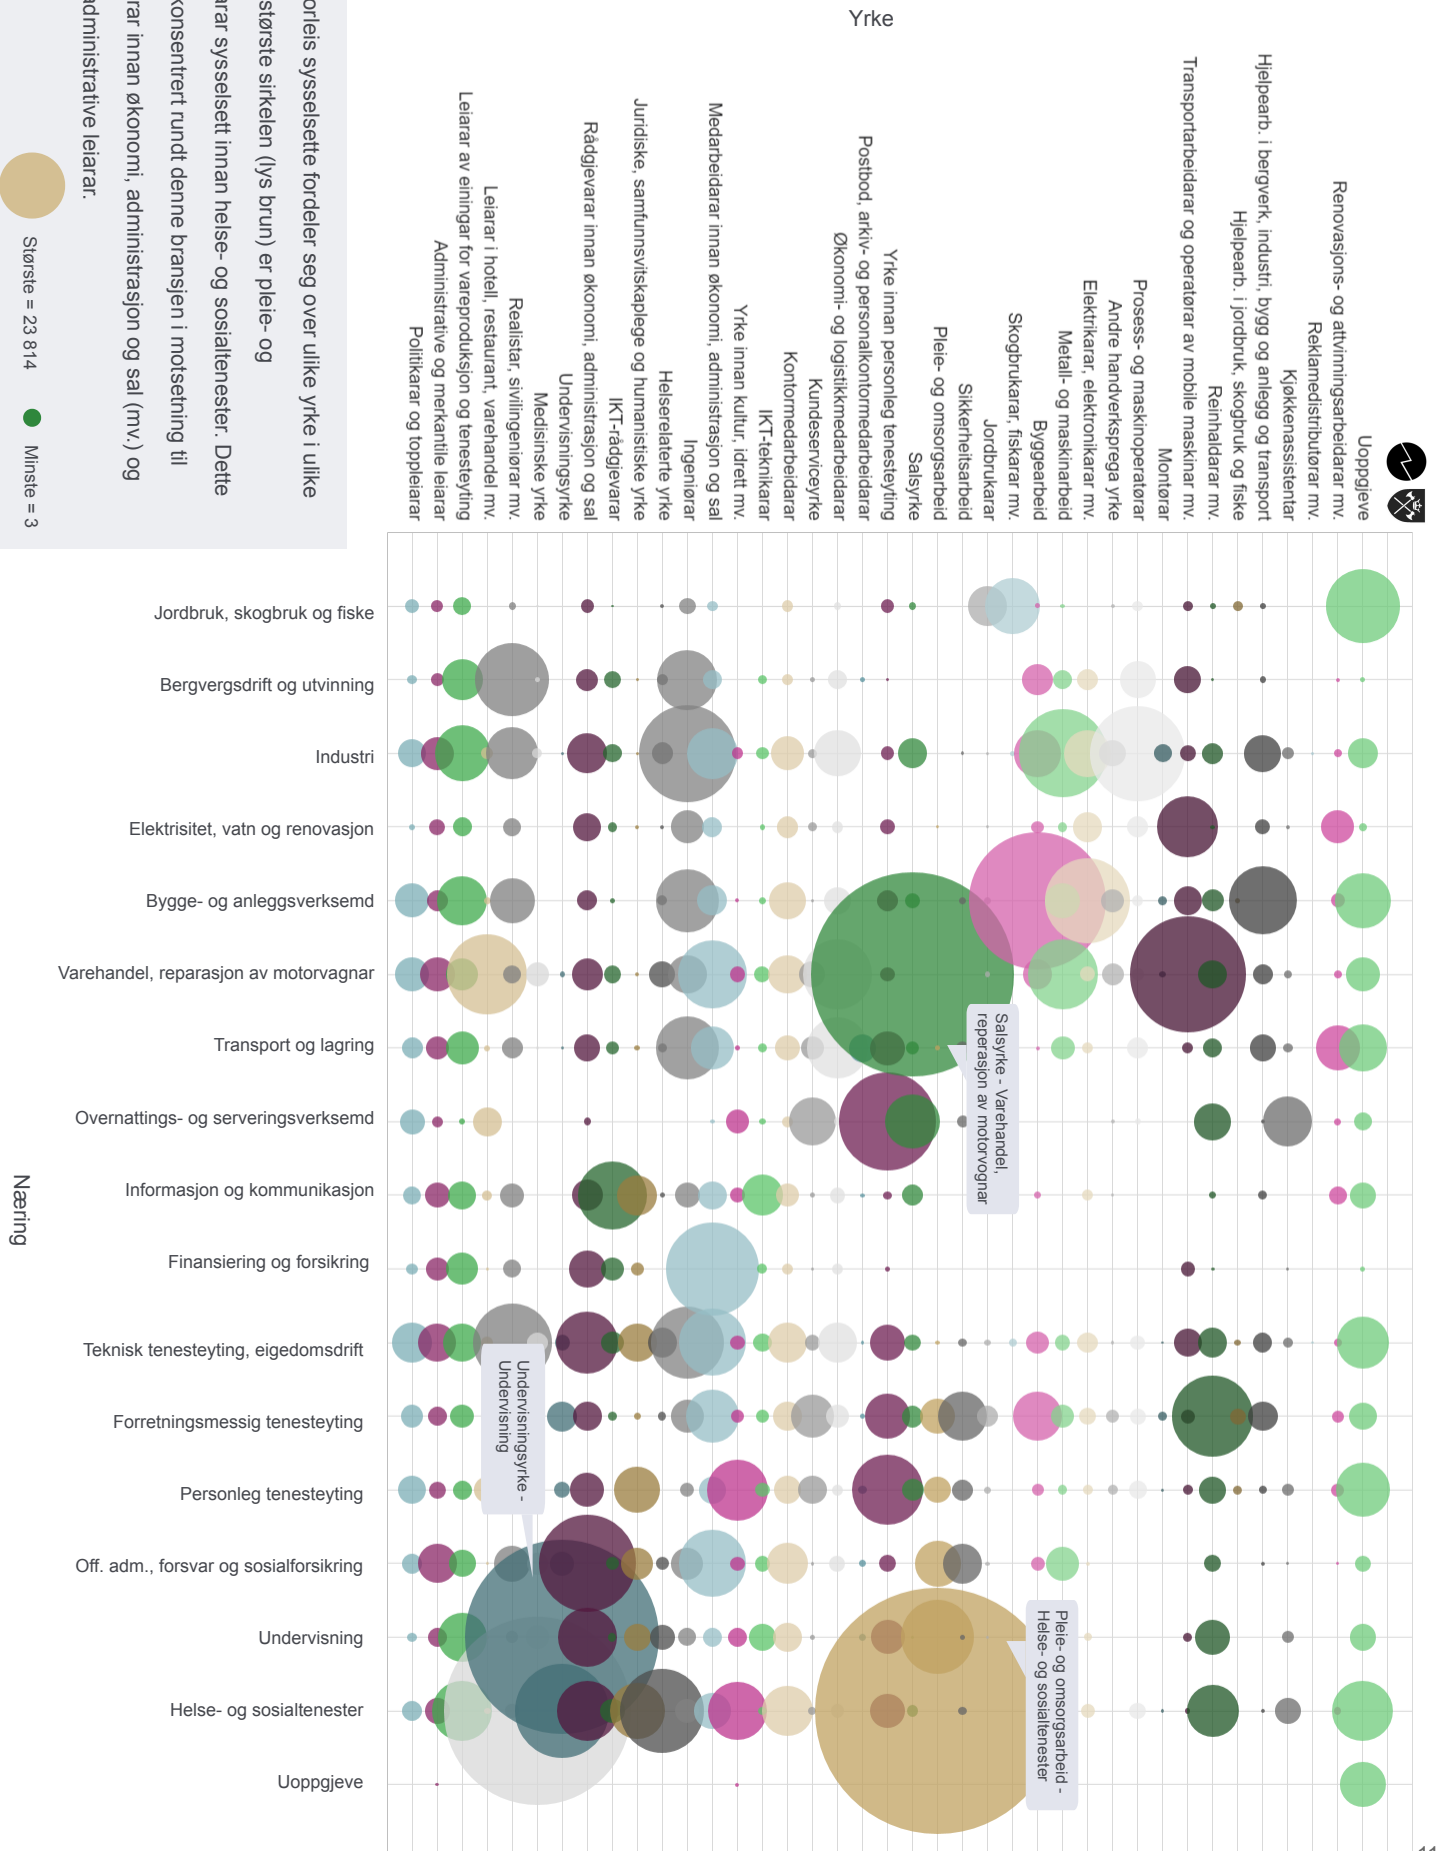 Yrke
Politikarar og toppleiarar
Administrative og merkantile leiarar
Leiarar av einingar for vareproduksjon og tenesteyting
Leiarar i hotell, restaurant, varehandel mv.
Realistar, sivilingeniørar mv.
Medisinske yrke
Undervisningsyrke
Rådgjevarar innan økonomi, administrasjon og sal
IKT-rådgjevarar
Juridiske, samfunnsvitskaplege og humanistiske yrke
Helserelaterte yrke
Ingeniørar
Medarbeidarar innan økonomi, administrasjon og sal
Yrke innan kultur, idrett mv.
IKT-teknikarar
Kontormedarbeidarar
Kundeserviceyrke
Økonomi- og logistikkmedarbeidarar
Postbod, arkiv- og personalkontormedarbeidarar
Yrke innan personleg tenesteyting
Salsyrke
Pleie- og omsorgsarbeid
Sikkerheitsarbeid
Jordbrukarar
Skogbrukarar, fiskarar mv.
Byggearbeid
Metall- og maskinarbeid
Elektrikarar, elektronikarar mv.
Andre handverksprega yrke
Prosess- og maskinoperatørar
Montørar
Transportarbeidarar og operatørar av mobile maskinar mv.
Reinhaldarar mv.
Hjelpearb. i jordbruk, skogbruk og fiske
Hjelpearb. i bergverk, industri, bygg og anlegg og transport
Kjøkkenassistentar
Reklamedistributørar mv.
Renovasjons- og attvinningsarbeidarar mv.
Uoppgjeve
Jordbruk, skogbruk og fiske
Bergvergsdrift og utvinning
Industri
Elektrisitet, vatn og renovasjon
Bygge- og anleggsverksemd
Varehandel, reparasjon av motorvagnar
Transport og lagring
Overnattings- og serveringsverksemd
Informasjon og kommunikasjon
Finansiering og forsikring
Teknisk tenesteyting, eigedomsdrift
Forretningsmessig tenesteyting
Personleg tenesteyting
Off. adm., forsvar og sosialforsikring
Undervisning
Helse- og sosialtenester
Uoppgjeve
Næring
Salsyrke - Varehandel,
reperasjon av motorvognar
Undervisningsyrke -
Undervisning
Pleie- og omsorgsarbeid -
Helse- og sosialtenester
orleis sysselsette fordeler seg over ulike yrke i ulike
største sirkelen (lys brun) er pleie- og
arar sysselsett innan helse- og sosialtenester. Dette
konsentrert rundt denne bransjen i motsetning til
rar innan økonomi, administrasjon og sal (mv.) og
administrative leiarar.
Største = 23 814
Minste = 3